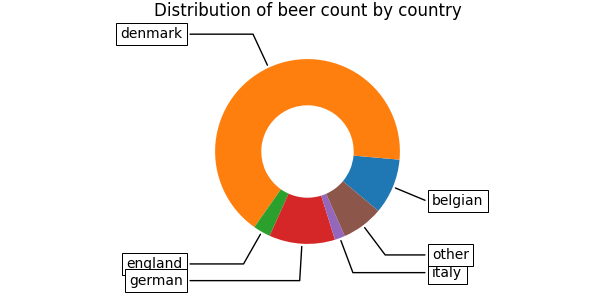 Distribution of beer count by country
denmark
belgian
england
german
other
italy